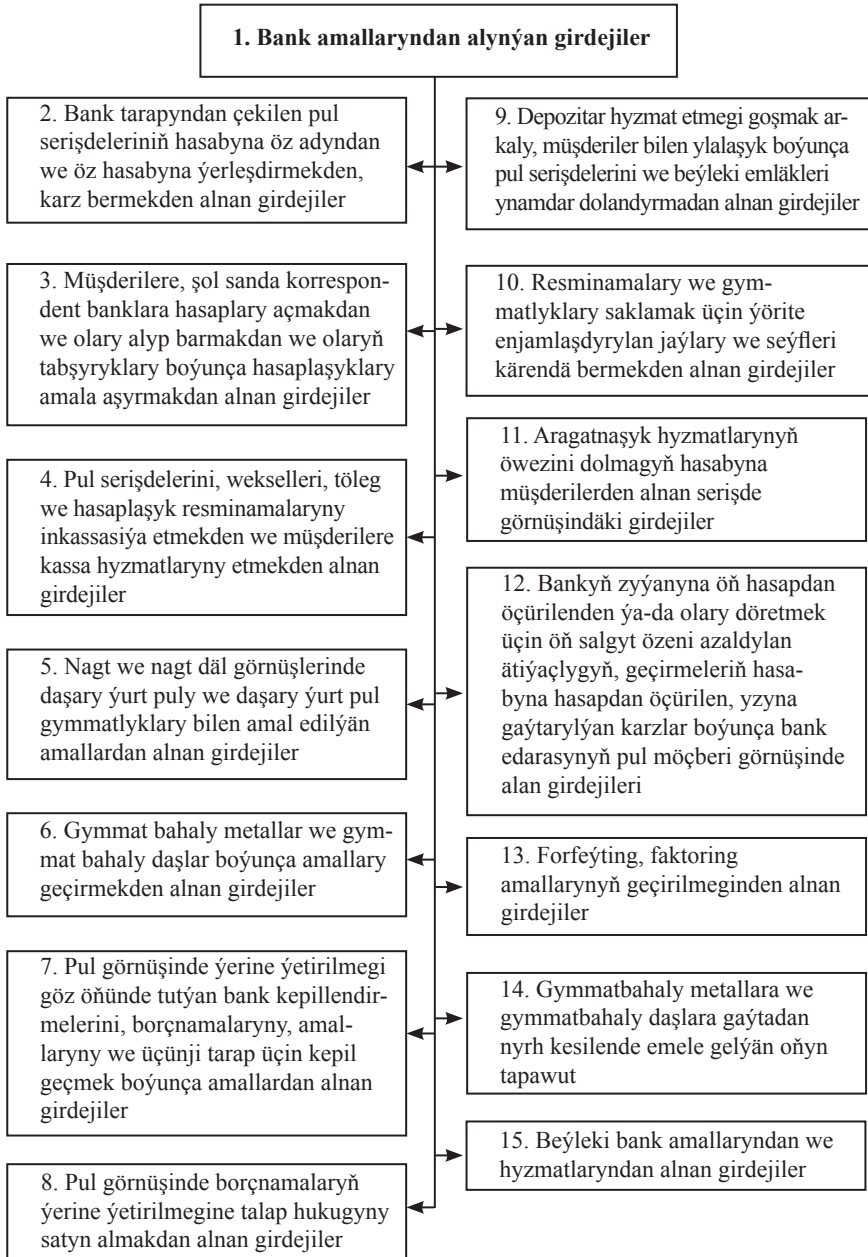 1. Bank amallaryndan alynýan girdejiler
2. Bank tarapyndan çekilen pul
serişdeleriniň hasabyna öz adyndan
we öz hasabyna ýerleşdirmekden,
karz bermekden alnan girdejiler
3. Müşderilere, şol sanda korrespon-
dent banklara hasaplary açmakdan
we olary alyp barmakdan we olaryň
tabşyryklary boýunça hasaplaşyklary
amala aşyrmakdan alnan girdejiler
4. Pul serişdelerini, wekselleri, töleg
we hasaplaşyk resminamalaryny
inkassasiýa etmekden we müşderilere
kassa hyzmatlaryny etmekden alnan
girdejiler
5. Nagt we nagt däl görnüşlerinde
daşary ýurt puly we daşary ýurt pul
gymmatlyklary bilen amal edilýän
amallardan alnan girdejiler
6. Gymmat bahaly metallar we gym-
mat bahaly daşlar boýunça amallary
geçirmekden alnan girdejiler
7. Pul görnüşinde ýerine ýetirilmegi
göz öňünde tutýan bank kepillendir-
melerini, borçnamalaryny, amal-
laryny we üçünji tarap üçin kepil
geçmek boýunça amallardan alnan
girdejiler
8. Pul görnüşinde borçnamalaryň
ýerine ýetirilmegine talap hukugyny
satyn almakdan alnan girdejiler
9. Depozitar hyzmat etmegi goşmak ar-
kaly, müşderiler bilen ylalaşyk boýunça
pul serişdelerini we beýleki emläkleri
ynamdar dolandyrmadan alnan girdejiler
10. Resminamalary we gym-
matlyklary saklamak üçin ýörite
enjamlaşdyrylan jaýlary we seýfleri
kärendä bermekden alnan girdejiler
11. Aragatnaşyk hyzmatlarynyň
öwezini dolmagyň hasabyna
müşderilerden alnan serişde
görnüşindäki girdejiler
12. Bankyň zyýanyna öň hasapdan
öçürilenden ýa-da olary döretmek
üçin öň salgyt özeni azaldylan
ätiýaçlygyň, geçirmeleriň hasa-
byna hasapdan öçürilen, yzyna
gaýtarylýan karzlar boýunça bank
edarasynyň pul möçberi görnüşinde
alan girdejileri
13. Forfeýting, faktoring
amallarynyň geçirilmeginden alnan
girdejiler
14. Gymmatbahaly metallara we
gymmatbahaly daşlara gaýtadan
nyrh kesilende emele gelýän oňyn
tapawut
15. Beýleki bank amallaryndan we
hyzmatlaryndan alnan girdejiler